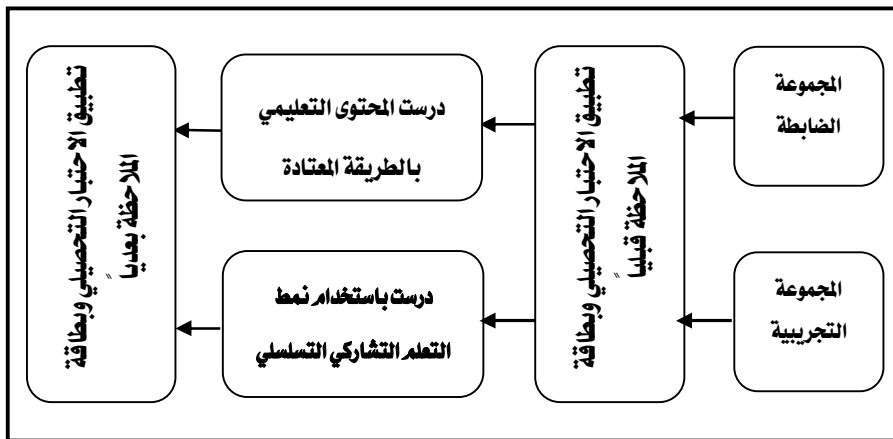 المجموعة
الضابطة
المجموعة
التجريبية
تطبيق الاختبار التحصيلي وبطاقة
الملاحظة قبلياً
درست المحتوى التعليمي
بالطريقة المعتادة
درست باستخدام نمط
التعلم التشاركي التسلسلي
تطبيق الاختبار التحصيلي وبطاقة
الملاحظة بعدياً